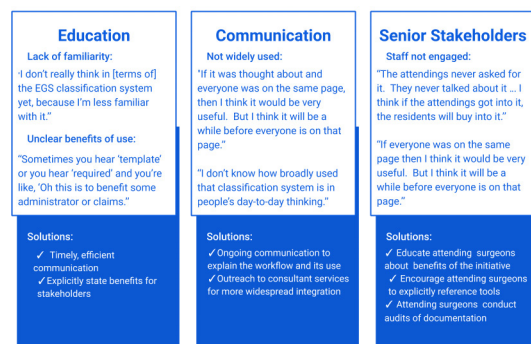 Education
Lack of familiarity:
"I don't really think in [terms of]
the EGS classification system
yet, because I'm less familiar
with it."
Unclear benefits of use:
"Sometimes you hear 'template'
or you hear 'required' and you're
like, 'Oh this is to benefit some
administrator or claims."
Solutions:
✓ Timely, efficient
communication
✓Explicitly state benefits for
stakeholders
Communication
Not widely used:
"If it was thought about and
everyone was on the same page,
then I think it would be very
useful. But I think it will be a
while before everyone is on that
page."
"I don't know how broadly used
that classification system is in
people's day-to-day thinking."
Solutions:
✓Ongoing communication to
explain the workflow and its use
✓Outreach to consultant services
for more widespread integration
Senior Stakeholders
Staff not engaged:
"The attendings never asked for
it. They never talked about it ... I
think if the attendings got into it,
the residents will buy into it."
"If everyone was on the same
page then I think it would be very
useful. But I think it will be a
while before everyone is on that
page."
Solutions:
✓ Educate attending surgeons
about benefits of the initiative
✓ Encourage attending surgeons
to explicitly reference tools
✓ Attending surgeons conduct
audits of documentation